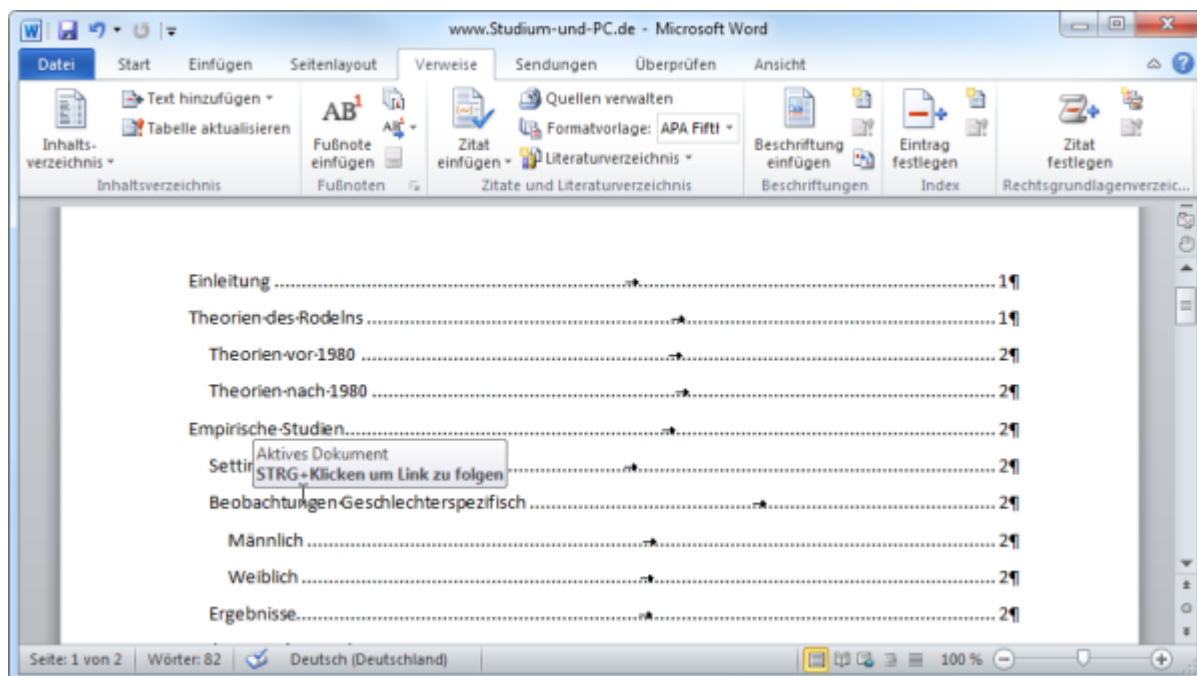 www.Studium-und-PC.de - Microsoft Word
Datei Start Einfügen Seitenlayout Verweise Sendungen Überprüfen Ansicht
Inhalts-
verzeichnis
Text hinzufügen
Tabelle aktualisieren
Inhaltsverzeichnis
AB1
Fußnote
einfügen
Fußnoten
Zitat
einfügen
Quellen verwalten
Formatvorlage: APA Fifth
Literaturverzeichnis
Zitate und Literaturverzeichnis
Beschriftung
einfügen
Beschriftungen
Eintrag
festlegen
Index
Zitat
festlegen
Rechtsgrundlagenverzeic...
Einleitung 1¶
Theorien·des·Rodelns 1¶
Theorien·vor·1980 2¶
Theorien·nach·1980 2¶
Empirische·Studien 2¶
Aktives Dokument
STRG+Klicken um Link zu folgen
Settin 2¶
Beobachtungen·Geschlechterspezifisch 2¶
Männlich 2¶
Weiblich 2¶
Ergebnisse 2¶
Seite: 1 von 2 Wörter: 82 Deutsch (Deutschland) 100 %